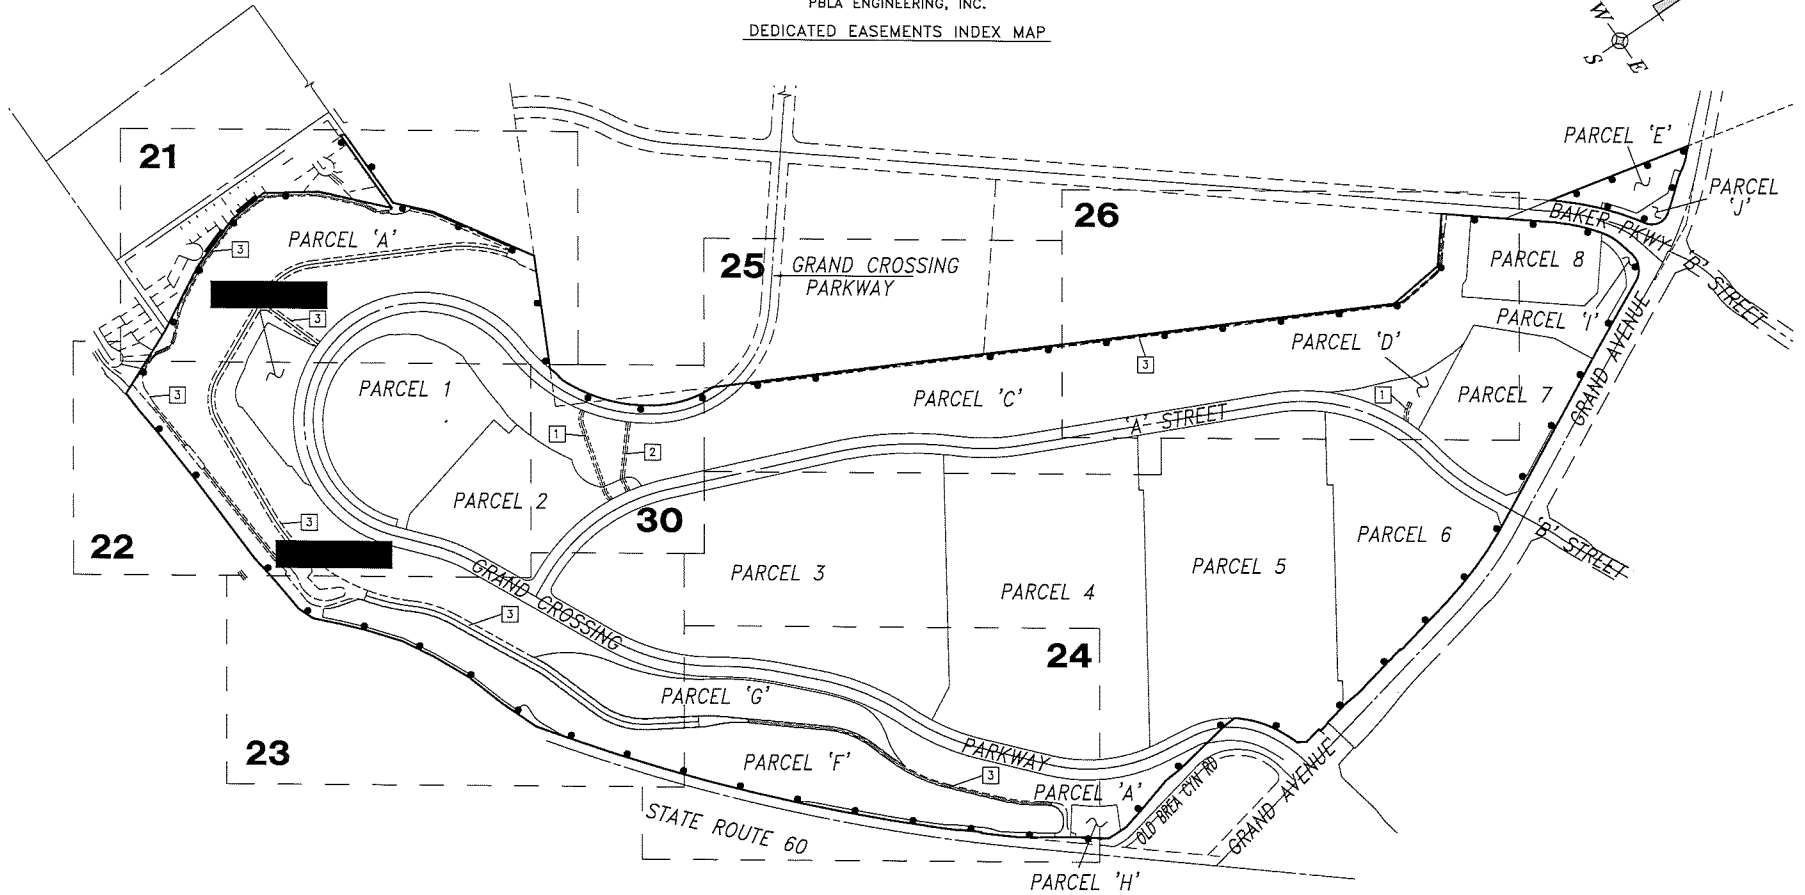 PBLA ENGINEERING, INC.
DEDICATED EASEMENTS INDEX MAP
W
S
E
PARCEL 'E'
PARCEL
'J'
21
26
BAKER PKWY
'B' STREET
PARCEL 'A'
3
25
GRAND CROSSING
PARKWAY
PARCEL 8
PARCEL 'I'
GRAND AVENUE
3
PARCEL 'D'
3
PARCEL 1
PARCEL 'C'
3
1
PARCEL 7
'A' STREET
1
2
PARCEL 2
30
3
PARCEL 6
'B' STREET
22
GRAND CROSSING
PARCEL 3
PARCEL 4
PARCEL 5
3
24
PARCEL 'G'
23
PARKWAY
PARCEL 'F'
3
PARCEL 'A'
OLD BREA CYN RD
GRAND AVENUE
STATE ROUTE 60
PARCEL 'H'